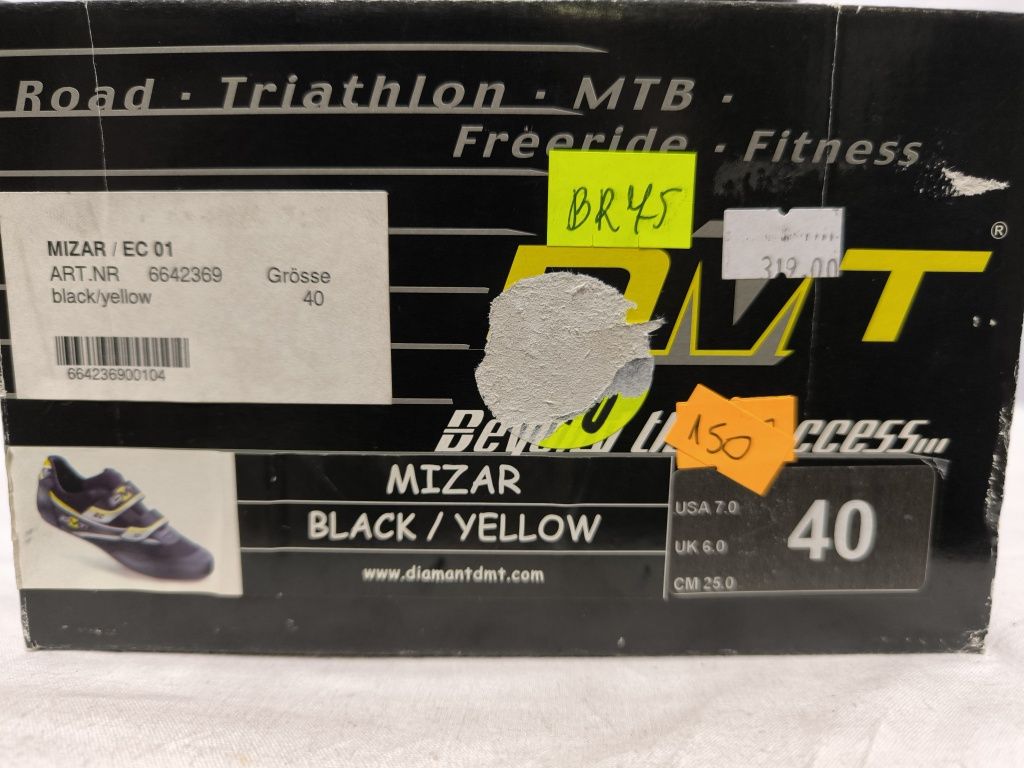 Road · Triathlon · MTB ·
Freeride · Fitness
BR 45
319.00
MIZAR / EC 01
ART.NR 6642369 Grösse
black/yellow 40
664236900104
DMT®
150
MIZAR
BLACK / YELLOW
www.diamantdmt.com
USA 7.0
UK 6.0
CM 25.0
40